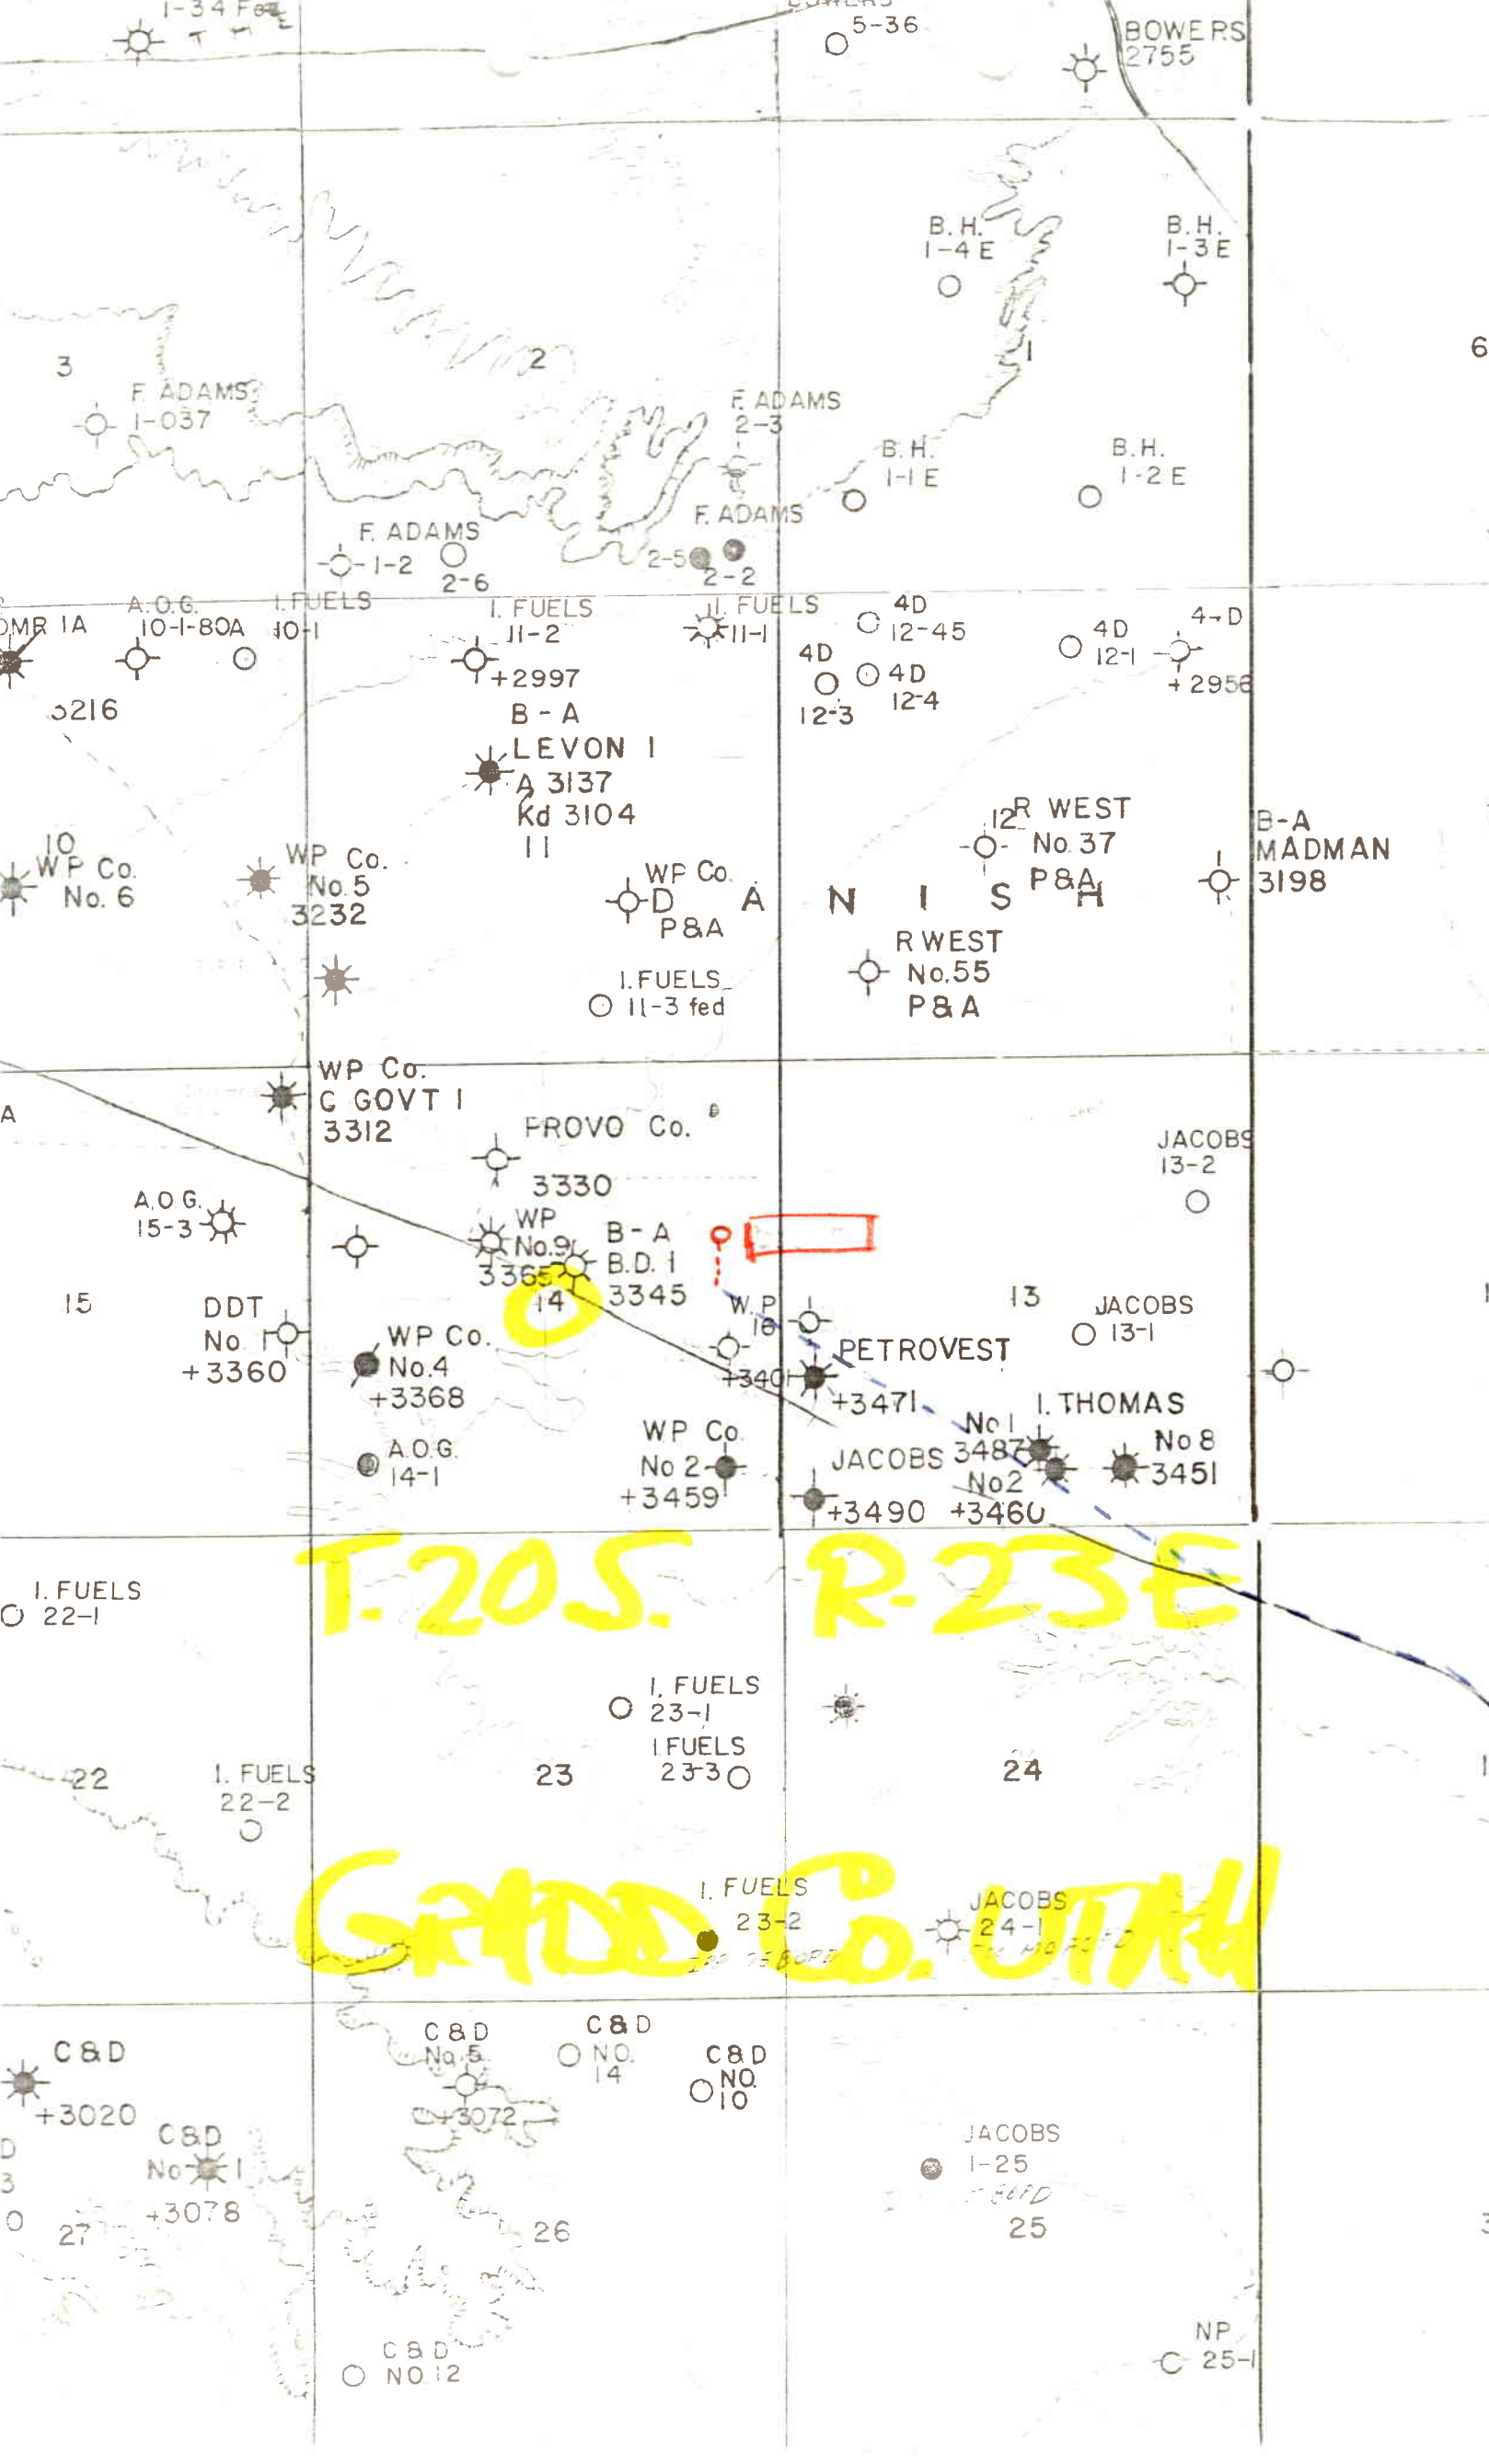 1-34 Fed
5-36
BOWERS
2755
B.H.
1-4 E
B.H.
1-3 E
3
2
1
6
F. ADAMS
1-037
F. ADAMS
2-3
B.H.
1-1 E
B.H.
1-2 E
F. ADAMS
1-2
2-6
F. ADAMS
2-5
2-2
1A
A.O.G.
10-1-80A
I. FUELS
10-1
I. FUELS
11-2
+2997
I. FUELS
11-1
4D
12-45
4D
12-3
4D
12-4
4D
12-1
4-D
+2956
3216
B-A
LEVON 1
A 3137
Kd 3104
11
10
WP Co.
No. 6
WP Co.
No. 5
3232
WP Co.
P&A
DANISH
12
R WEST
No. 37
P&A
B-A
MADMAN
3198
R WEST
No. 55
P&A
I. FUELS
11-3 fed
WP Co.
G GOVT 1
3312
A
PROVO Co.
3330
JACOBS
13-2
A.O.G.
15-3
WP
No. 9
3365
B-A
B.D. 1
3345
14
15
13
DDT
No. 1
+3360
WP Co.
No. 4
+3368
W.P
16
+3401
PETROVEST
+3471
JACOBS
13-1
A.O.G.
14-1
WP Co.
No 2
+3459
I. THOMAS
No 1
3487
No 2
+3460
No 8
3451
JACOBS
+3490
T.20S. R-23E
I. FUELS
22-1
I. FUELS
23-1
I FUELS
23-3
22
I. FUELS
22-2
23
24
GRAND Co. UTAH
I. FUELS
23-2
JACOBS
24-1
C&D
+3020
C&D
No. 5
+3072
C&D
NO.
14
C&D
NO.
10
C&D
No 1
+3078
JACOBS
1-25
27
26
25
C&D
NO. 12
NP
25-1